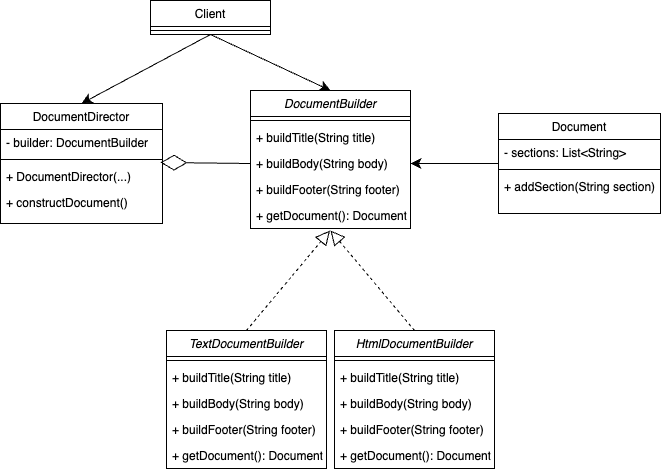 Client
DocumentDirector
- builder: DocumentBuilder
+ DocumentDirector(...)
+ constructDocument()
DocumentBuilder
+ buildTitle(String title)
+ buildBody(String body)
+ buildFooter(String footer)
+ getDocument(): Document
Document
- sections: List<String>
+ addSection(String section)
TextDocumentBuilder
+ buildTitle(String title)
+ buildBody(String body)
+ buildFooter(String footer)
+ getDocument(): Document
HtmlDocumentBuilder
+ buildTitle(String title)
+ buildBody(String body)
+ buildFooter(String footer)
+ getDocument(): Document